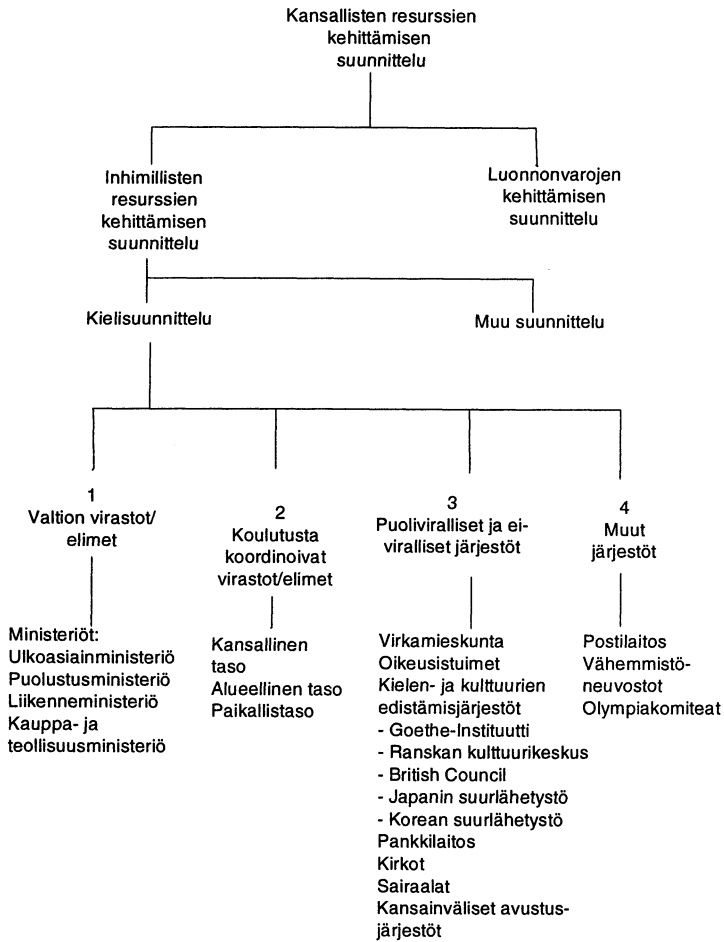 Kansallisten resurssien
kehittämisen
suunnittelu
Inhimillisten
resurssien
kehittämisen
suunnittelu
Luonnonvarojen
kehittämisen
suunnittelu
Kielisuunnittelu
Muu suunnittelu
1
Valtion virastot/
elimet
Ministeriöt:
Ulkoasiainministeriö
Puolustusministeriö
Liikenneministeriö
Kauppa- ja
teollisuusministeriö
2
Koulutusta
koordinoivat
virastot/elimet
Kansallinen
taso
Alueellinen taso
Paikallistaso
3
Puoliviralliset ja ei-
viralliset järjestöt
Virkamieskunta
Oikeusistuimet
Kielen- ja kulttuurien
edistämisjärjestöt
- Goethe-Instituutti
- Ranskan kulttuurikeskus
- British Council
- Japanin suurlähetystö
- Korean suurlähetystö
Pankkilaitos
Kirkot
Sairaalat
Kansainväliset avustus-
järjestöt
4
Muut
järjestöt
Postilaitos
Vähemmistö-
neuvostot
Olympiakomiteat